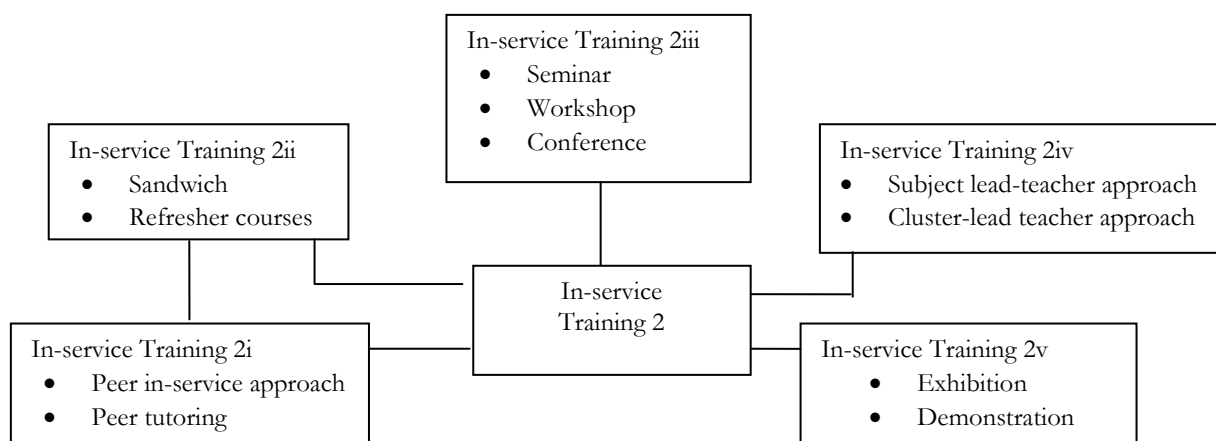 In-service Training 2iii
• Seminar
• Workshop
• Conference
In-service Training 2ii
• Sandwich
• Refresher courses
In-service Training 2iv
• Subject lead-teacher approach
• Cluster-lead teacher approach
In-service
Training 2
In-service Training 2i
• Peer in-service approach
• Peer tutoring
In-service Training 2v
• Exhibition
• Demonstration